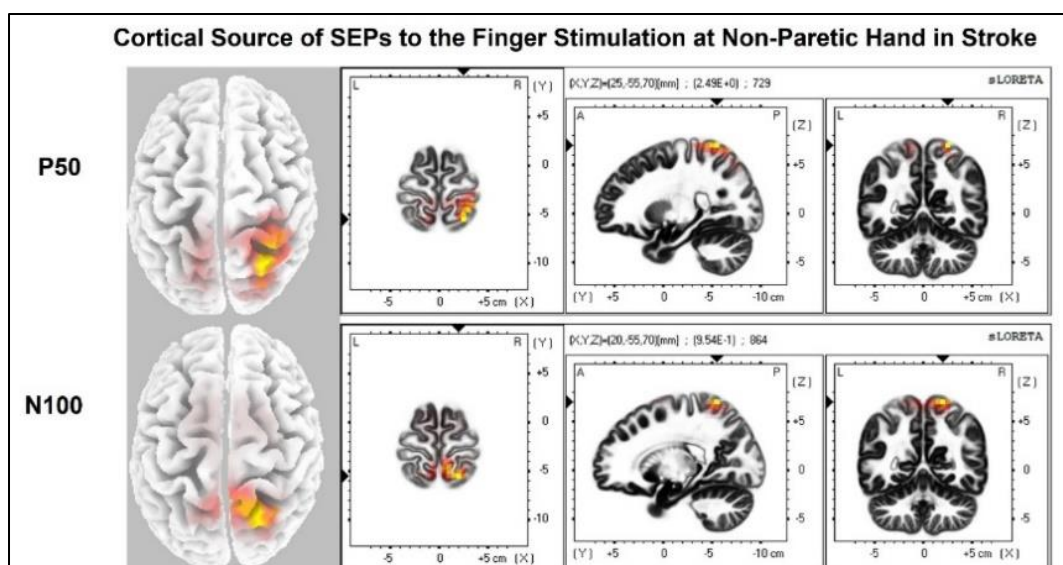 Cortical Source of SEPs to the Finger Stimulation at Non-Paretic Hand in Stroke
P50
L R (Y)
+5
0
-5
-10
-5 0 +5 cm (X)
(X,Y,Z)=(25,-55,70)[mm] ; (2.49E+0) ; 729
sLORETA
A P (Z)
+5
0
-5
(Y) +5 0 -5 -10 cm
L R (Z)
+5
0
-5
-5 0 +5 cm (X)
N100
L R (Y)
+5
0
-5
-10
-5 0 +5 cm (X)
(X,Y,Z)=(20,-55,70)[mm] ; (9.54E-1) ; 864
sLORETA
A P (Z)
+5
0
-5
(Y) +5 0 -5 -10 cm
L R (Z)
+5
0
-5
-5 0 +5 cm (X)